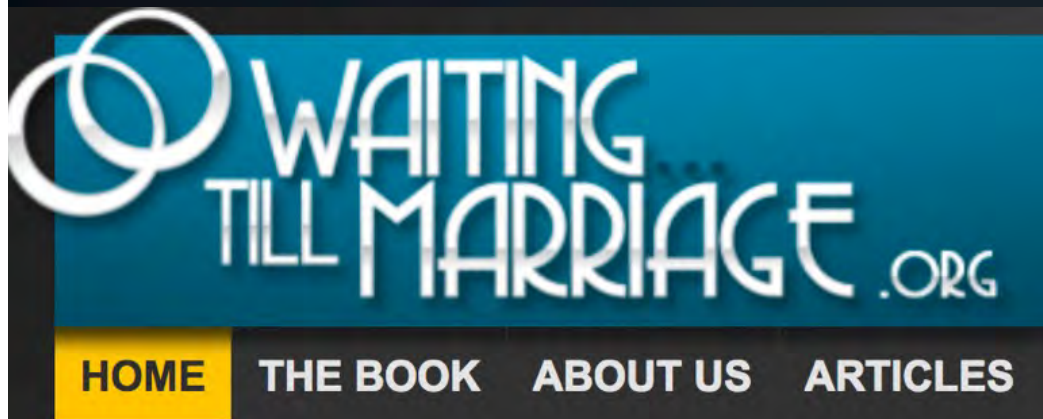 WAITING...
TILL MARRIAGE .ORG
HOME THE BOOK ABOUT US ARTICLES